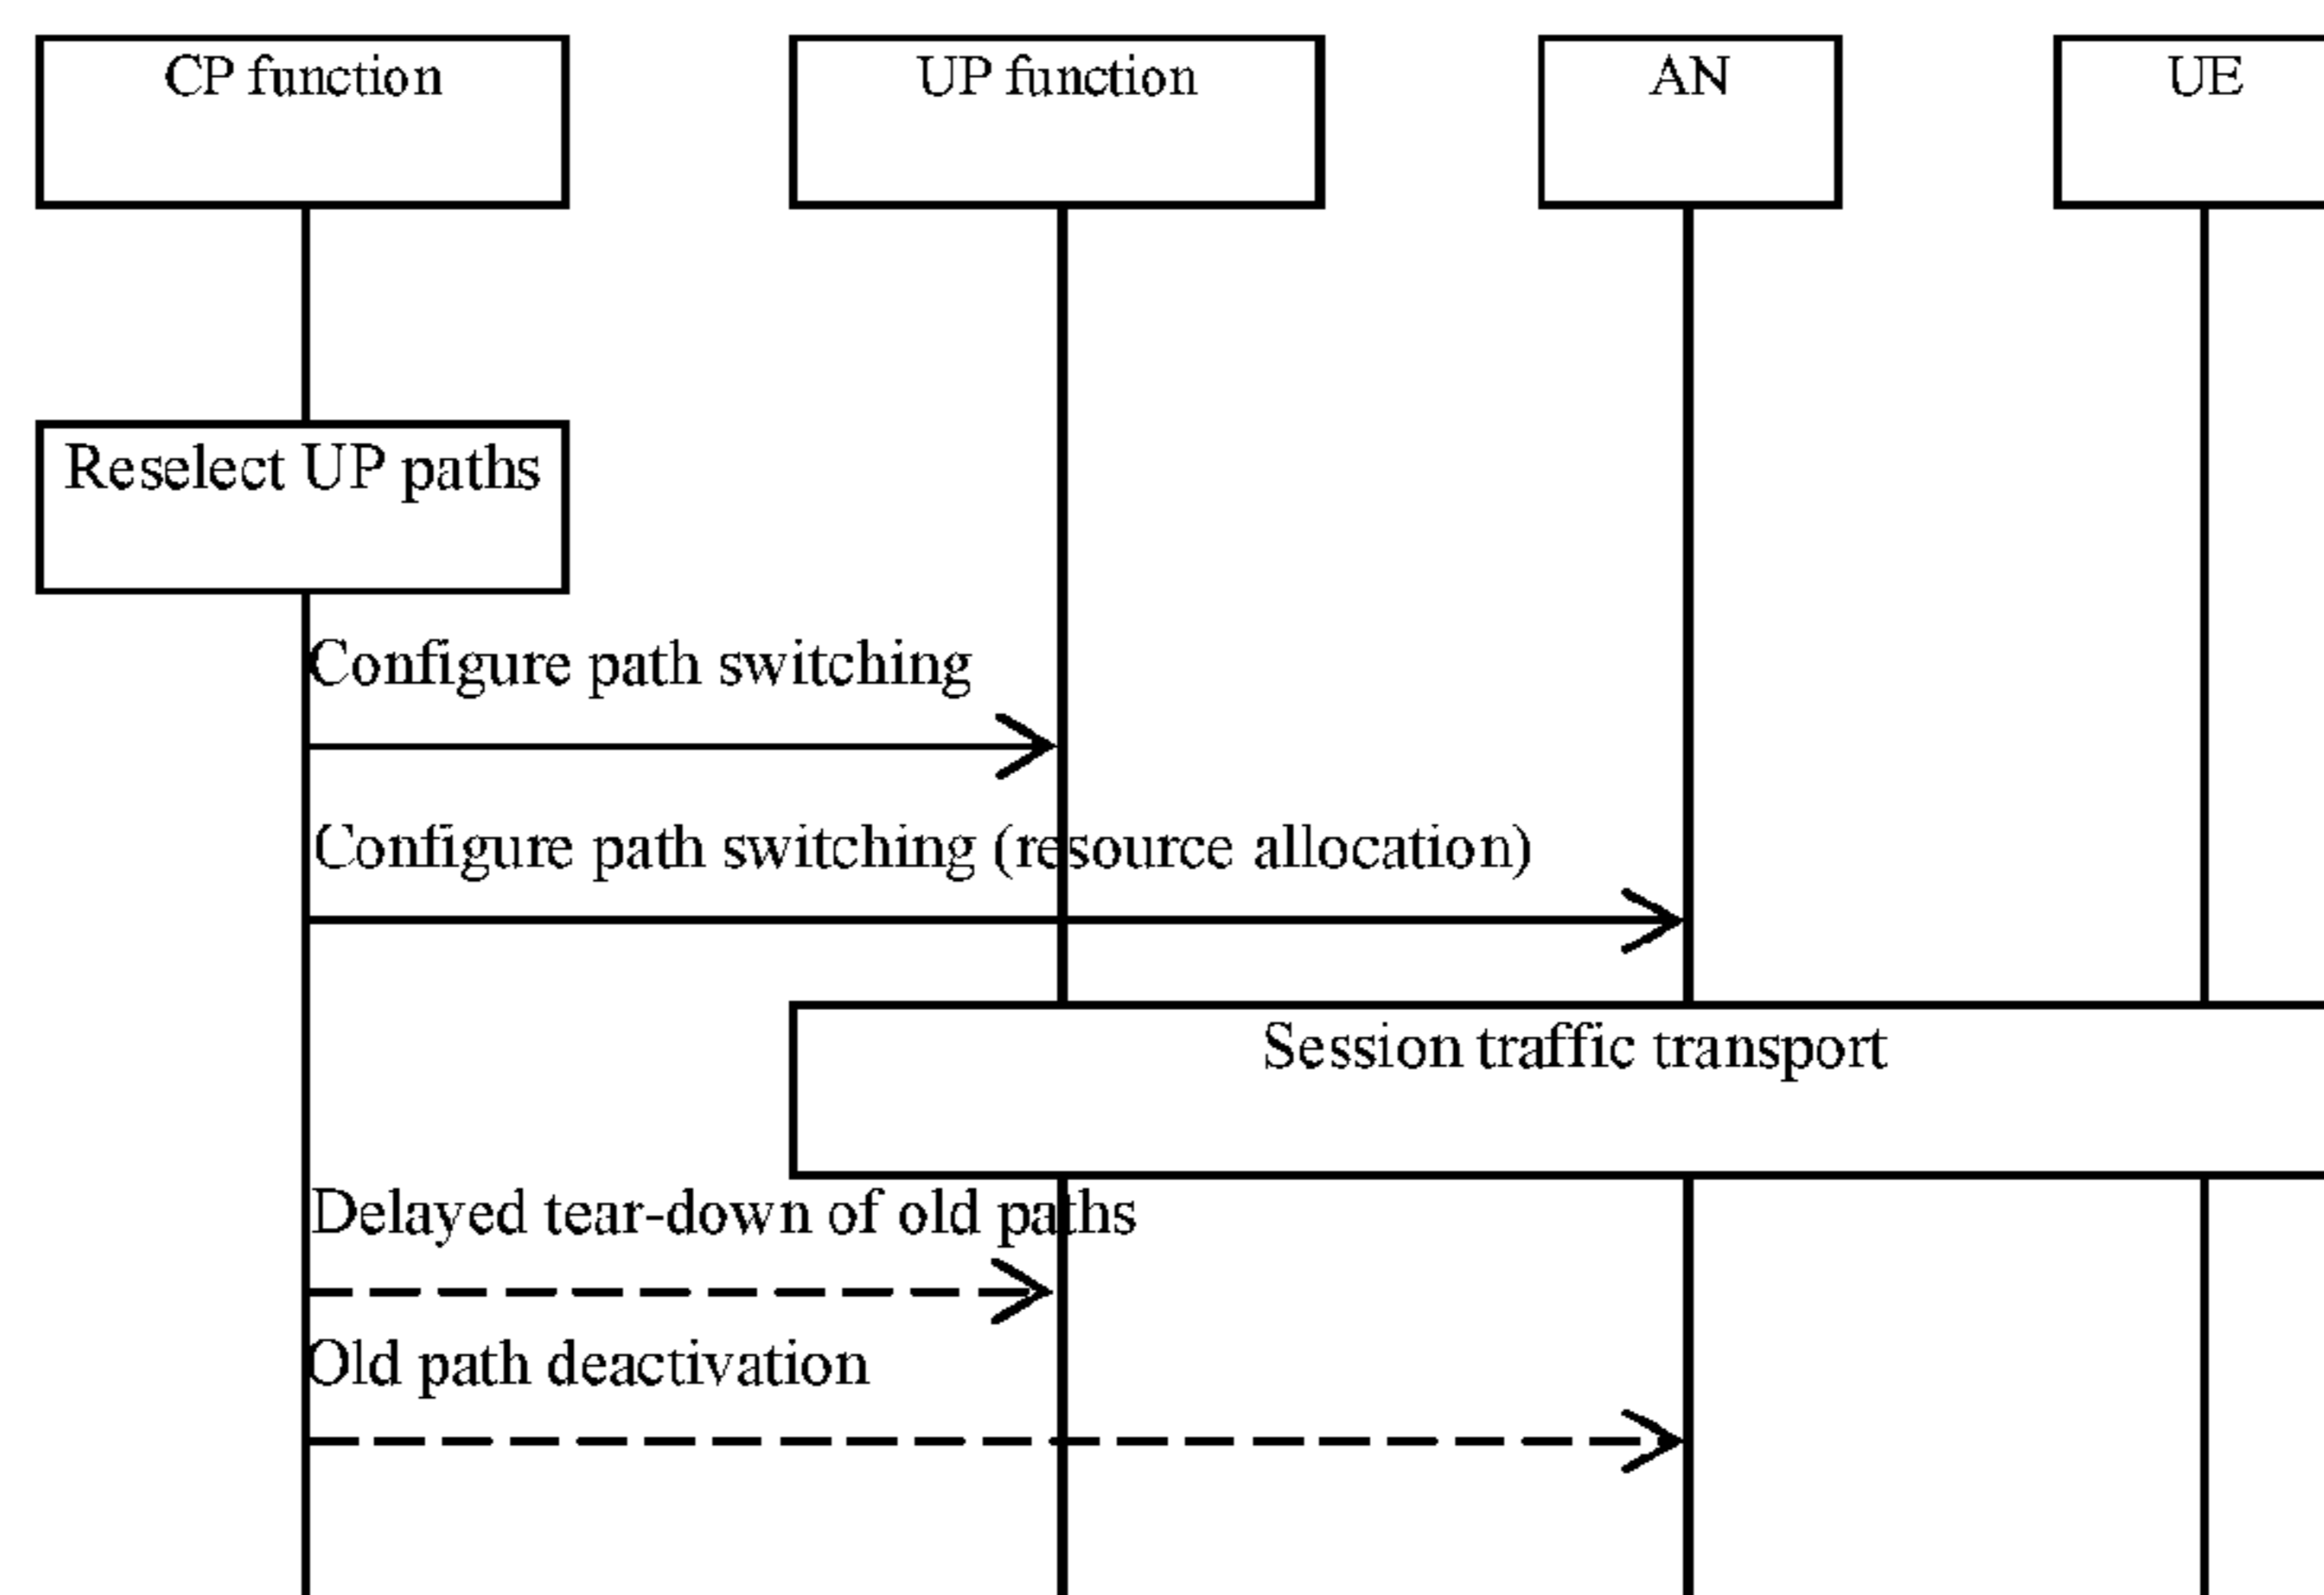 CP function
UP function
AN
UE
Reselect UP paths
Configure path switching
Configure path switching (resource allocation)
Session traffic transport
Delayed tear-down of old paths
Old path deactivation